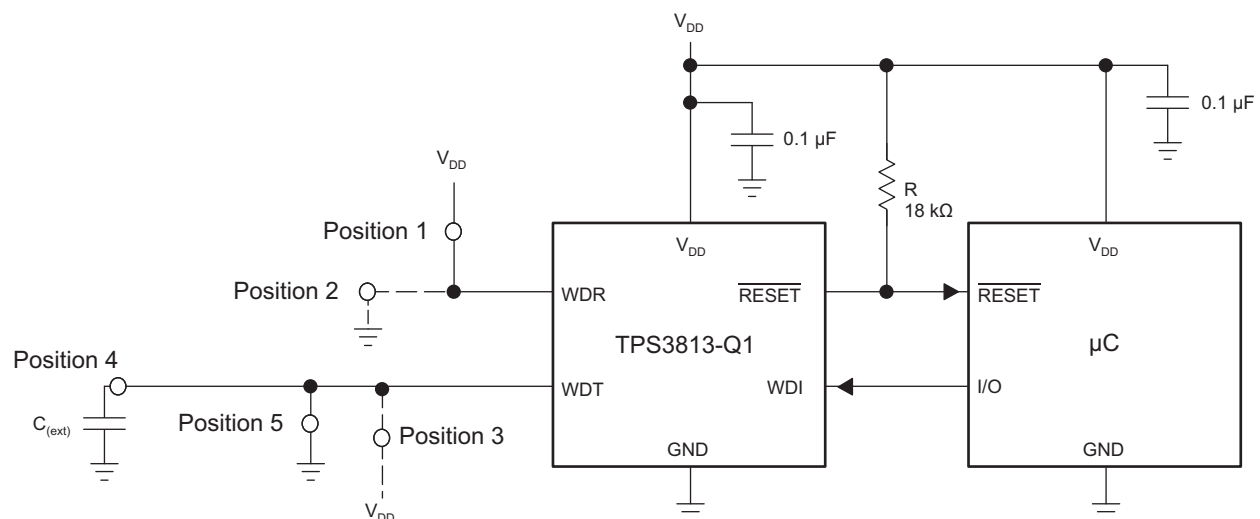 V_DD
0.1 µF
0.1 µF
V_DD
R
18 kΩ
Position 1
V_DD
V_DD
Position 2
WDR
RESET
RESET
TPS3813-Q1
µC
Position 4
WDT
WDI
I/O
C_(ext)
Position 5
Position 3
GND
GND
V_DD